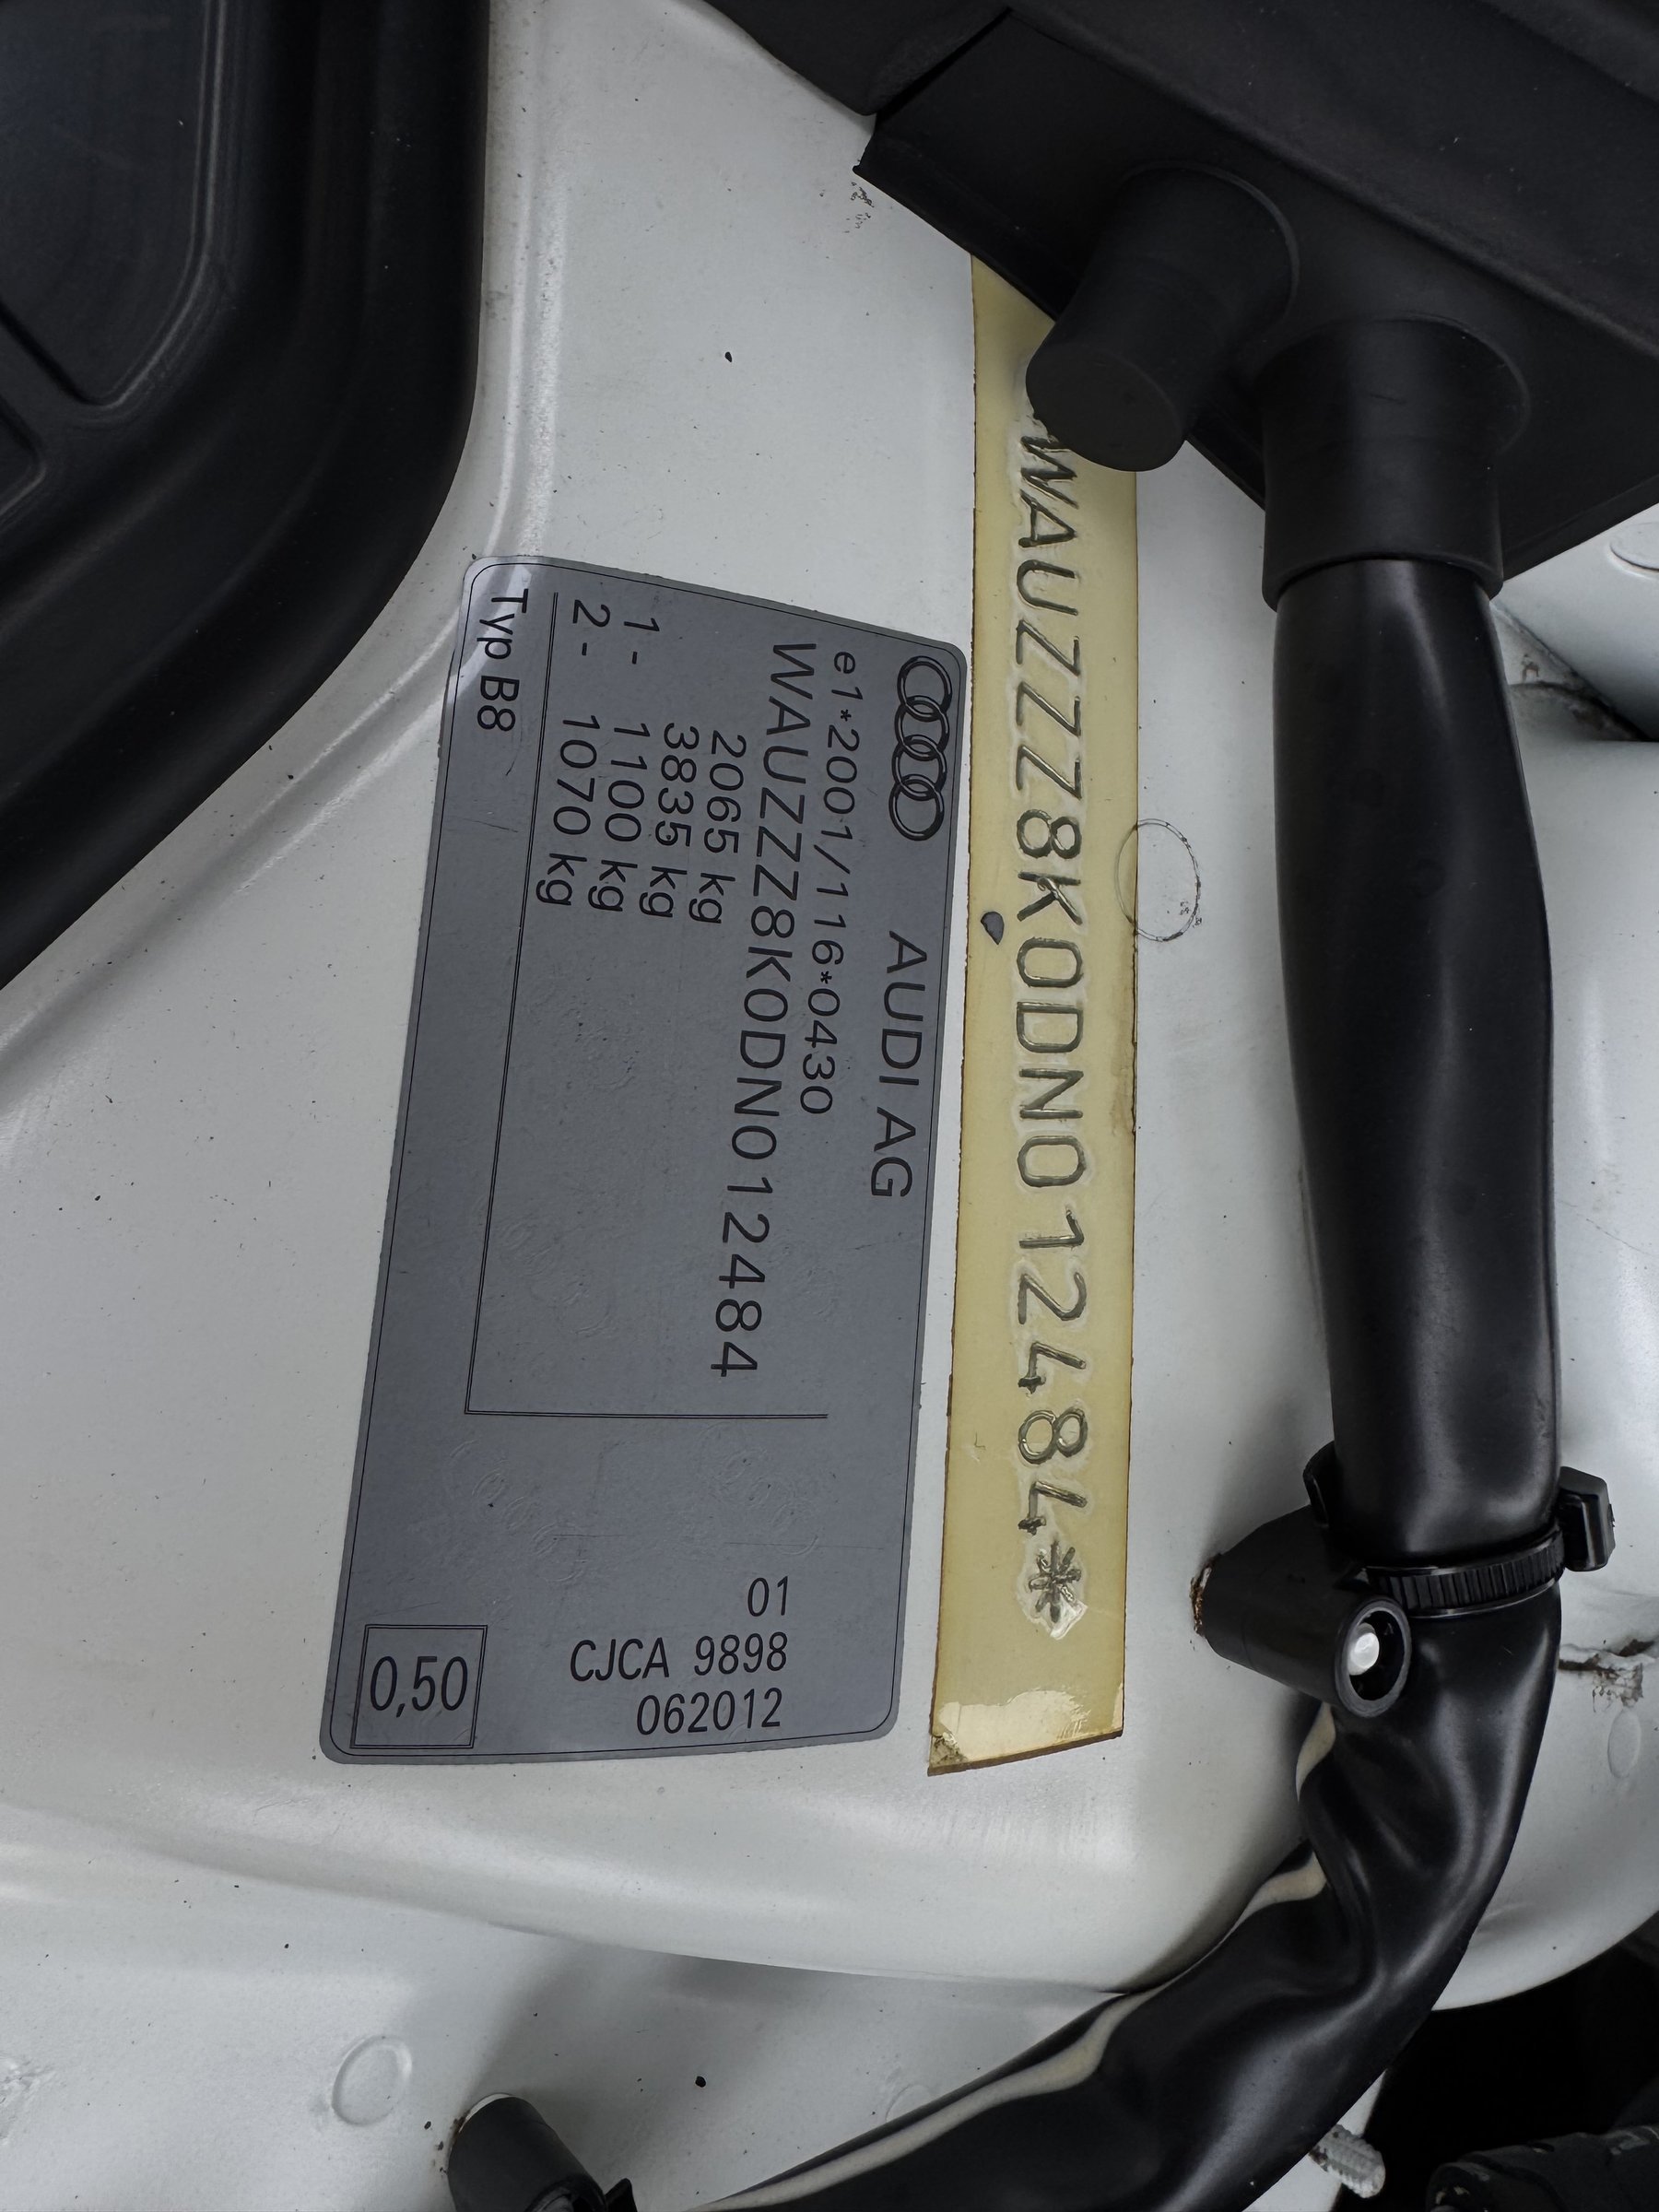 WAUZZZ8K0DN012484*
AUDI AG
e1*2001/116*0430
WAUZZZ8K0DN012484
2065 kg
3835 kg
1- 1100 kg
2- 1070 kg
Typ B8
01
CJCA 9898
062012
0,50